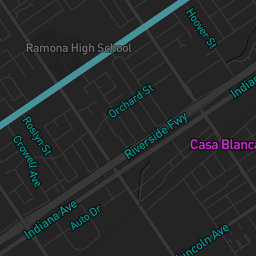 Hoover St
Ramona High School
Indiana
Orchard St
Roslyn St
Riverside Fwy
Casa Blanca
Crowell Ave
Indiana Ave
Auto Dr
Lincoln Ave